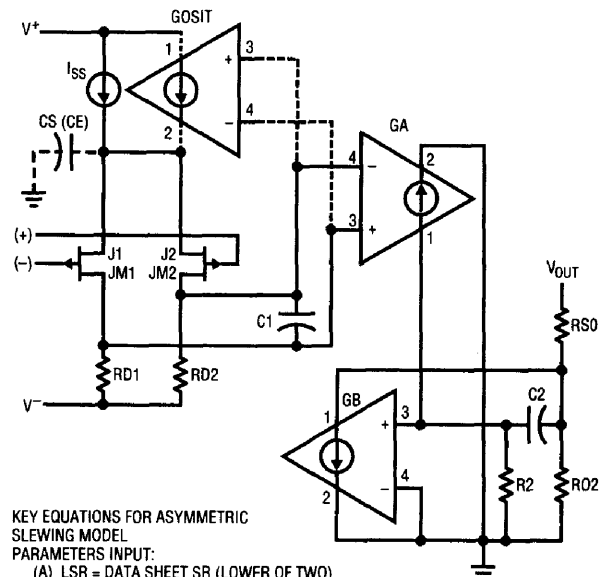 GOSIT
V+
ISS
1
2
3
+
4
−
CS (CE)
GA
4
−
2
3
+
1
(+)
(−)
J1
JM1
J2
JM2
C1
VOUT
RSO
RD1
RD2
V−
GB
1
3
+
2
4
−
C2
R2
RO2
KEY EQUATIONS FOR ASYMMETRIC
SLEWING MODEL
PARAMETERS INPUT:
(A) LSR = DATA SHEET SR (LOWER OF TWO)